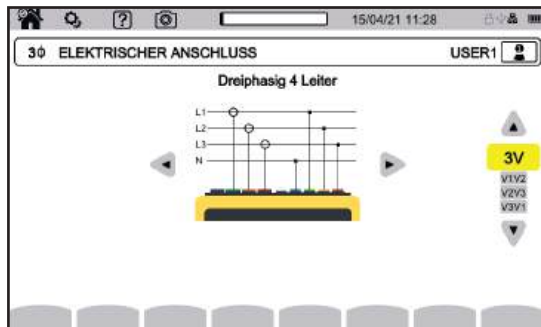 15/04/21 11:28
3Φ ELEKTRISCHER ANSCHLUSS USER1
Dreiphasig 4 Leiter
L1
L2
L3
N
3V
V1V2
V2V3
V3V1